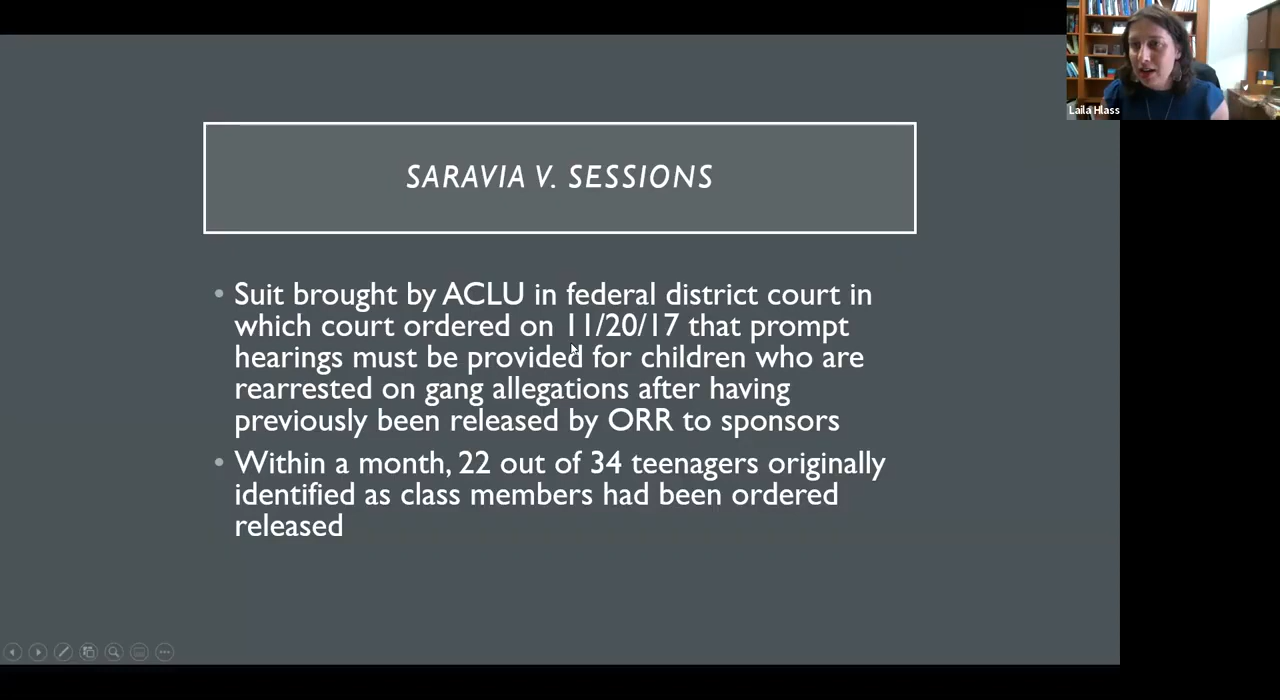 Laila Hlass
SARAVIA V. SESSIONS
• Suit brought by ACLU in federal district court in
which court ordered on 11/20/17 that prompt
hearings must be provided for children who are
rearrested on gang allegations after having
previously been released by ORR to sponsors
• Within a month, 22 out of 34 teenagers originally
identified as class members had been ordered
released